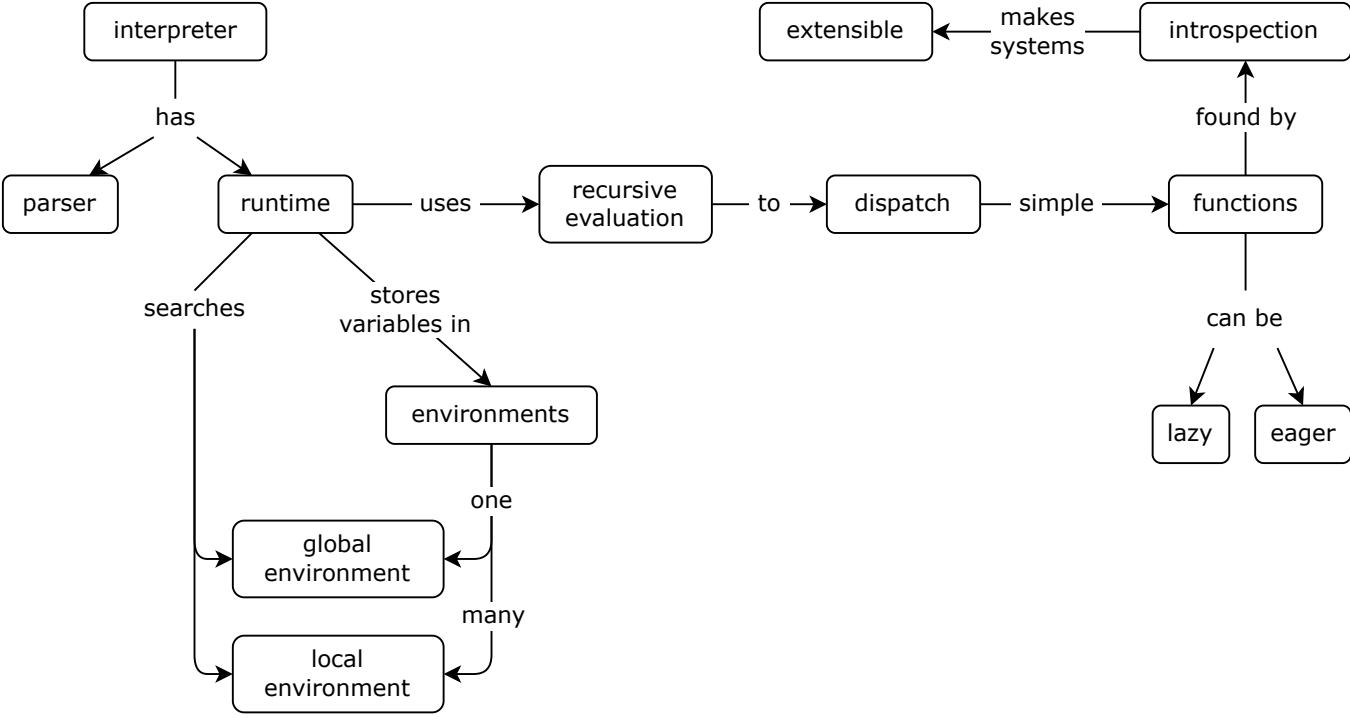 interpreter
extensible
makes
systems
introspection
has
found by
parser
runtime
uses
recursive
evaluation
to
dispatch
simple
functions
searches
stores
variables in
can be
environments
lazy
eager
one
global
environment
many
local
environment